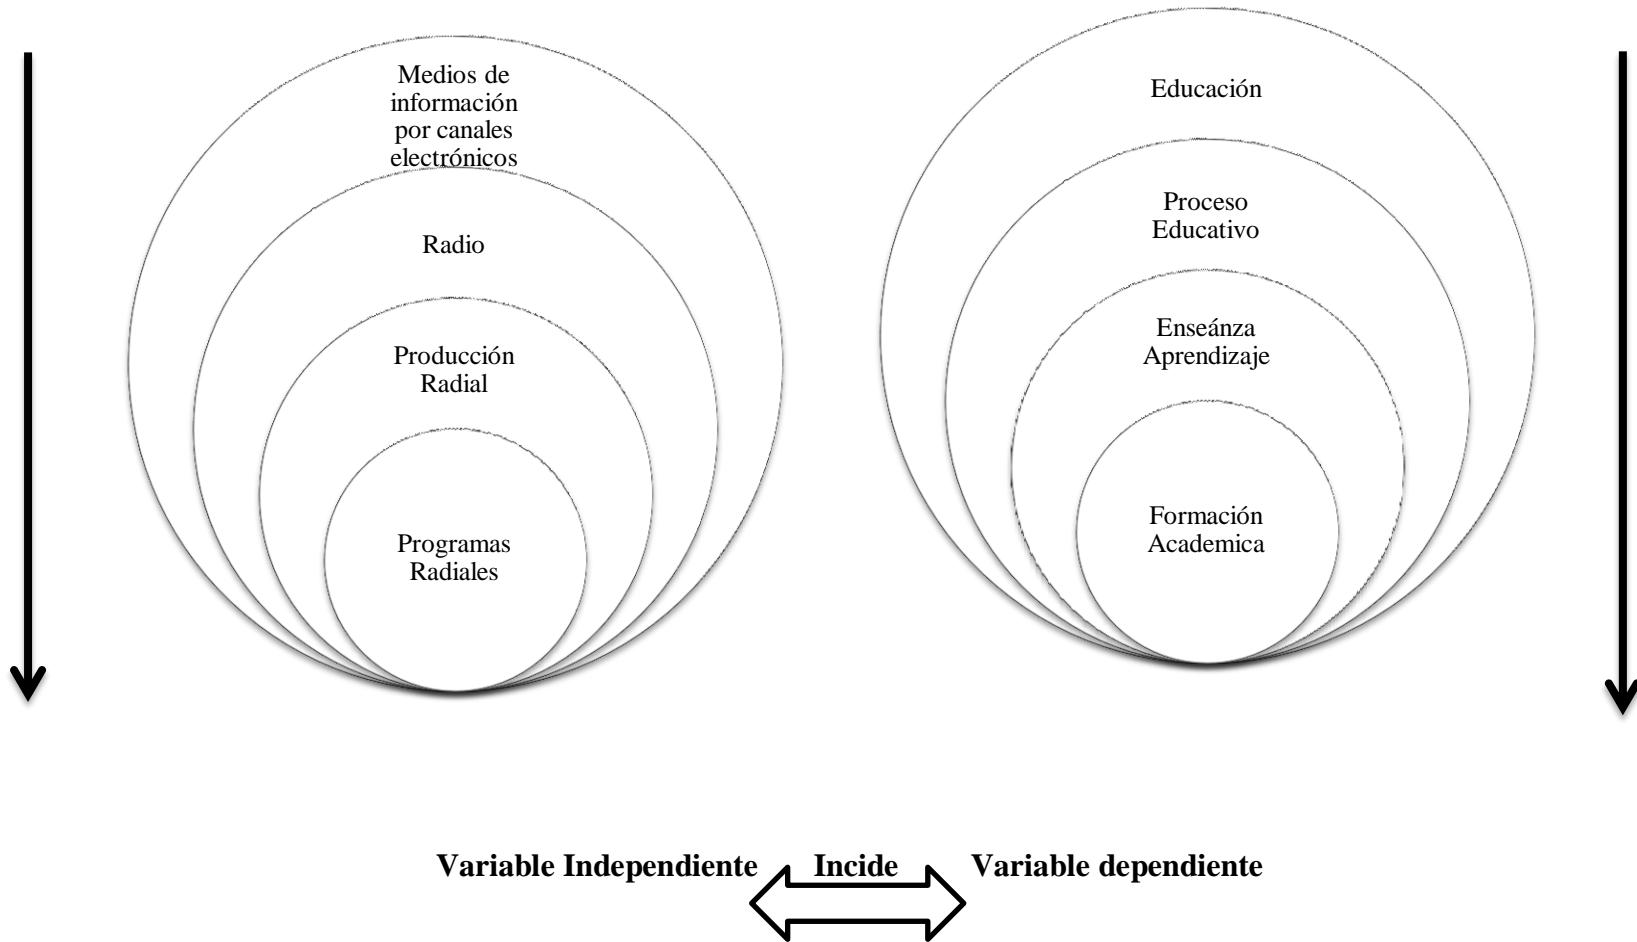 Medios de
información
por canales
electrónicos
Radio
Producción
Radial
Programas
Radiales
Educación
Proceso
Educativo
Enseánza
Aprendizaje
Formación
Academica
Variable Independiente
Incide
Variable dependiente